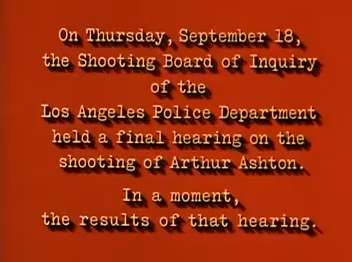 On Thursday, September 18,
the Shooting Board of Inquiry
of the
Los Angeles Police Department
held a final hearing on the
shooting of Arthur Ashton.
In a moment,
the results of that hearing.